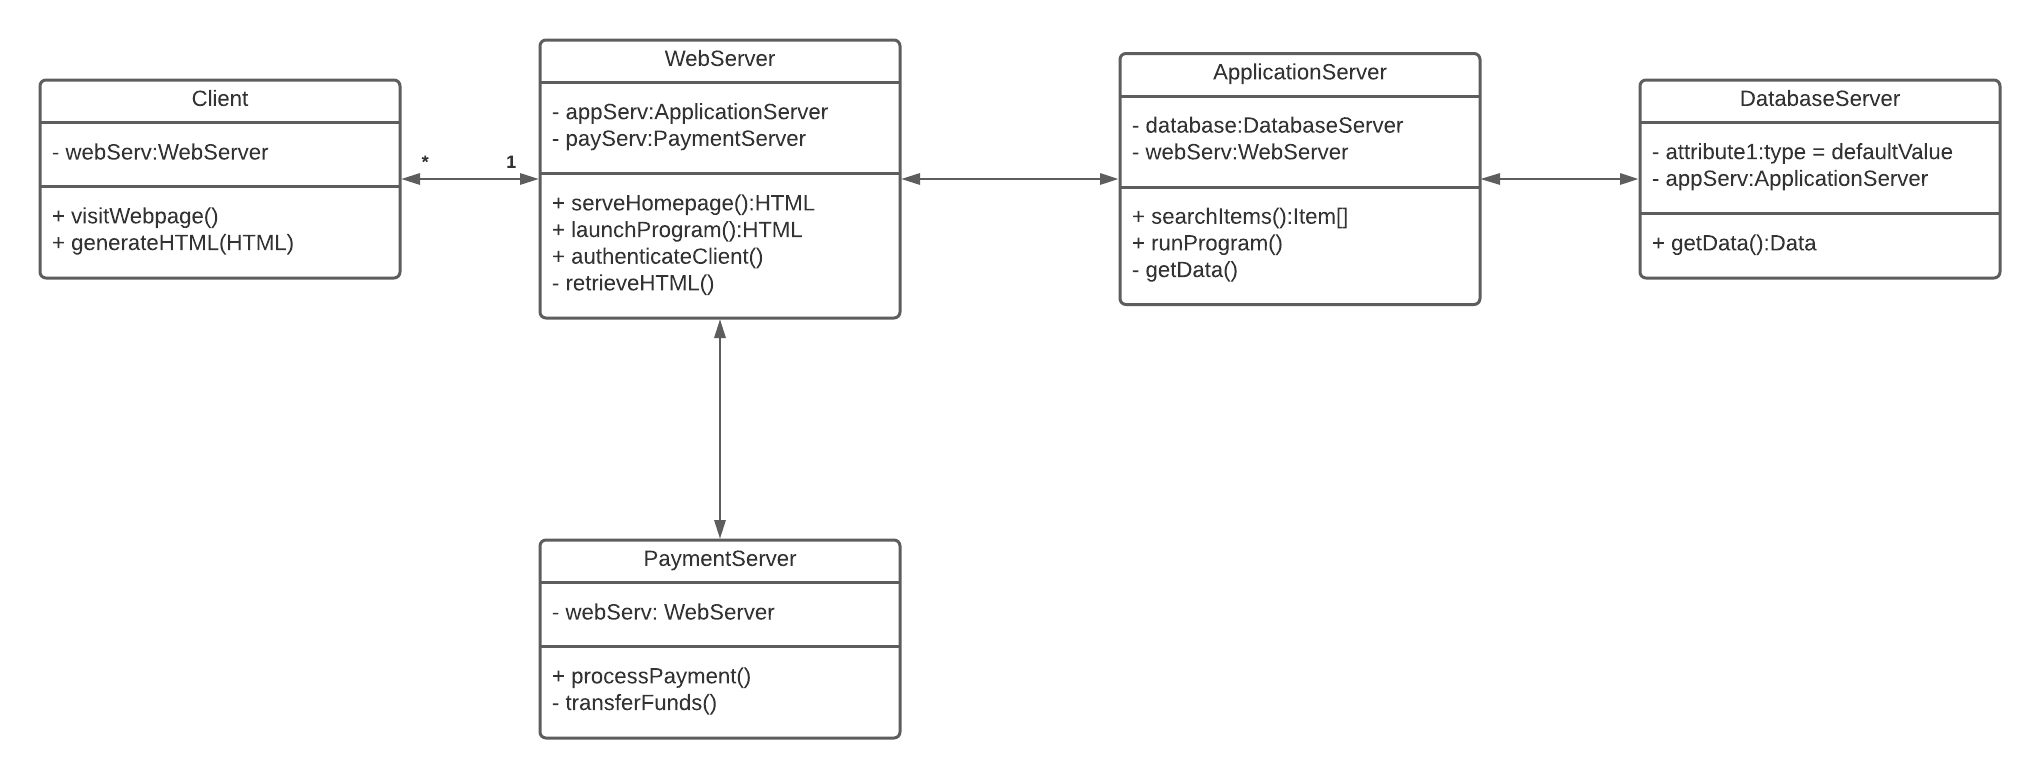 Client
- webServ:WebServer
+ visitWebpage()
+ generateHTML(HTML)
*
1
WebServer
- appServ:ApplicationServer
- payServ:PaymentServer
+ serveHomepage():HTML
+ launchProgram():HTML
+ authenticateClient()
- retrieveHTML()
ApplicationServer
- database:DatabaseServer
- webServ:WebServer
+ searchItems():Item[]
+ runProgram()
- getData()
DatabaseServer
- attribute1:type = defaultValue
- appServ:ApplicationServer
+ getData():Data
PaymentServer
- webServ: WebServer
+ processPayment()
- transferFunds()